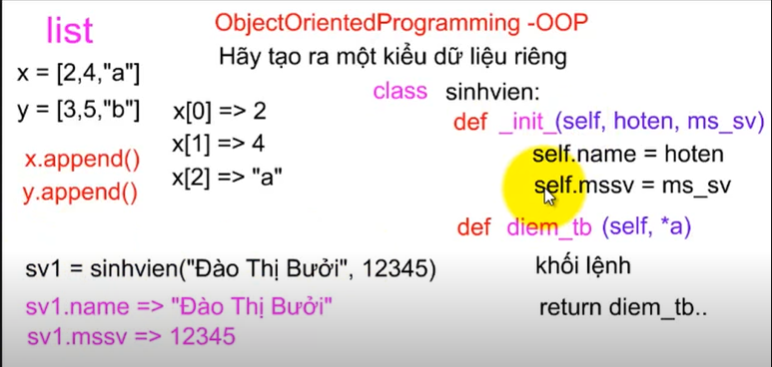 list
ObjectOrientedProgramming -OOP
Hãy tạo ra một kiểu dữ liệu riêng
x = [2,4,"a"]
y = [3,5,"b"]
x[0] => 2
x[1] => 4
x[2] => "a"
x.append()
y.append()
class sinhvien:
def _init_(self, hoten, ms_sv)
self.name = hoten
self.mssv = ms_sv
def diem_tb (self, *a)
khối lệnh
return diem_tb..
sv1 = sinhvien("Đào Thị Bưởi", 12345)
sv1.name => "Đào Thị Bưởi"
sv1.mssv => 12345